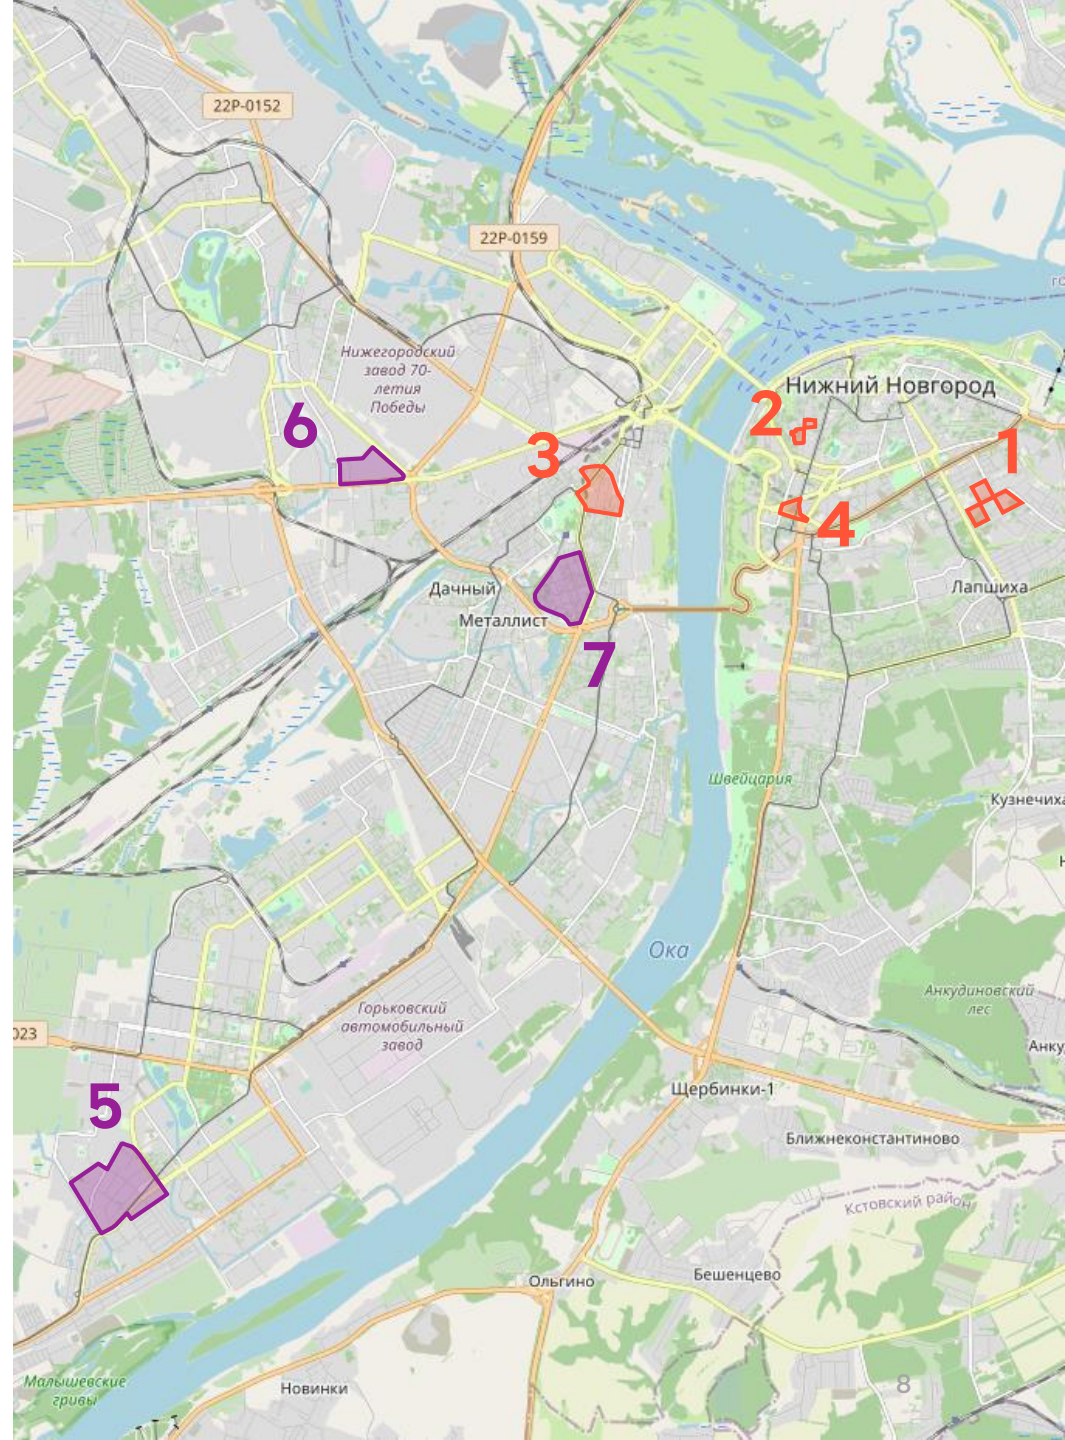 22Р-0152
22Р-0159
Нижегородский
завод 70-
летия
Победы
Нижний Новгород
6
2
3
1
4
Дачный
Металлист
Лапшиха
7
Швейцария
Кузнечиха
Ока
Анкудиновский
лес
Горьковский
автомобильный
завод
023
Анку
Щербинки-1
5
Ближнеконстантиново
Кстовский район
Ольгино
Бешенцево
Малышевские
гривы
Новинки
8